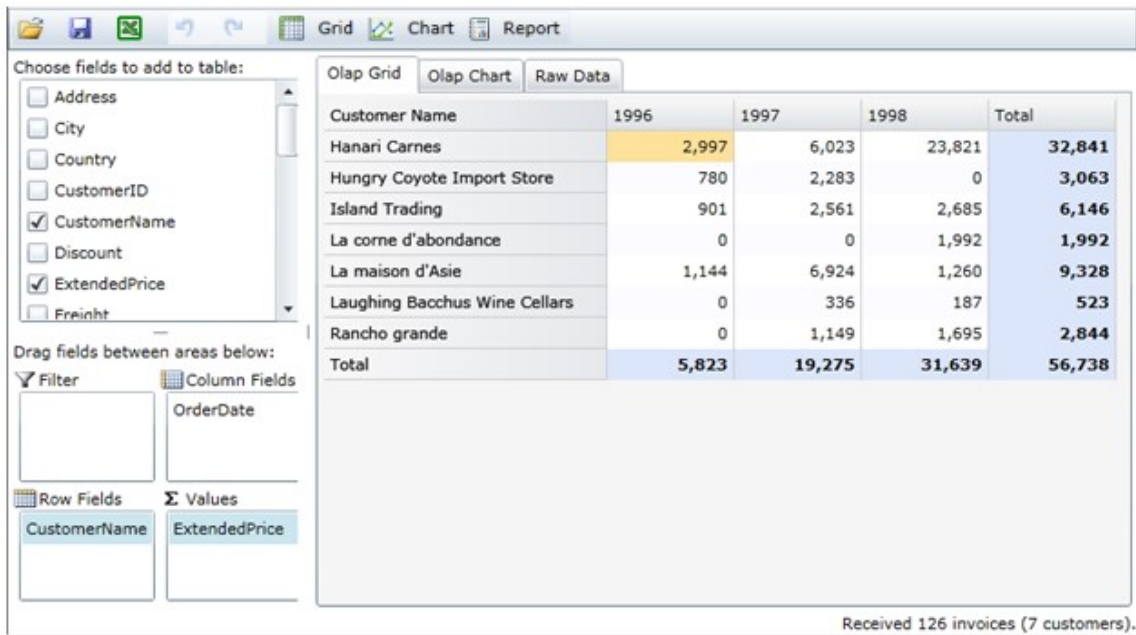 Grid Chart Report
Choose fields to add to table:
Address
City
Country
CustomerID
CustomerName
Discount
ExtendedPrice
Freight
Drag fields between areas below:
Filter Column Fields
OrderDate
Row Fields Σ Values
CustomerName ExtendedPrice
Olap Grid Olap Chart Raw Data
Customer Name 1996 1997 1998 Total
Hanari Carnes 2,997 6,023 23,821 32,841
Hungry Coyote Import Store 780 2,283 0 3,063
Island Trading 901 2,561 2,685 6,146
La corne d'abondance 0 0 1,992 1,992
La maison d'Asie 1,144 6,924 1,260 9,328
Laughing Bacchus Wine Cellars 0 336 187 523
Rancho grande 0 1,149 1,695 2,844
Total 5,823 19,275 31,639 56,738
Received 126 invoices (7 customers).